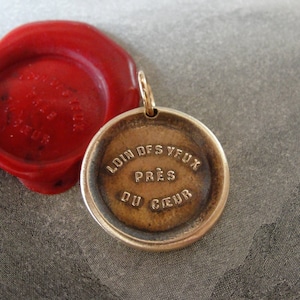 LOIN DES YEUX
PRÈS
DU CŒUR